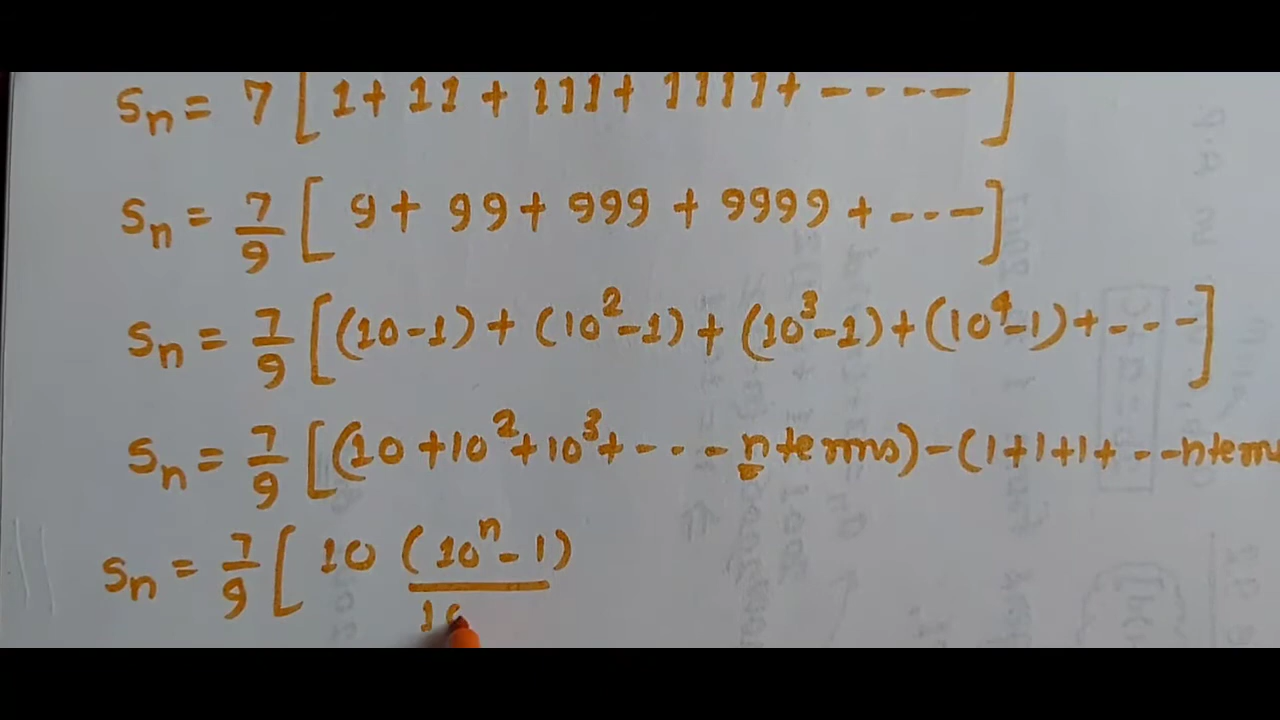 Sn = 7 [ 1 + 11 + 111 + 1111 + ---- ]
Sn = 7/9 [ 9 + 99 + 999 + 9999 + --- ]
Sn = 7/9 [ (10-1) + (10²-1) + (10³-1) + (10⁴-1) + --- ]
Sn = 7/9 [ (10 + 10² + 10³ + ---- n terms) - (1+1+1+ --- n tem
Sn = 7/9 [ 10 (10ⁿ-1) / 10